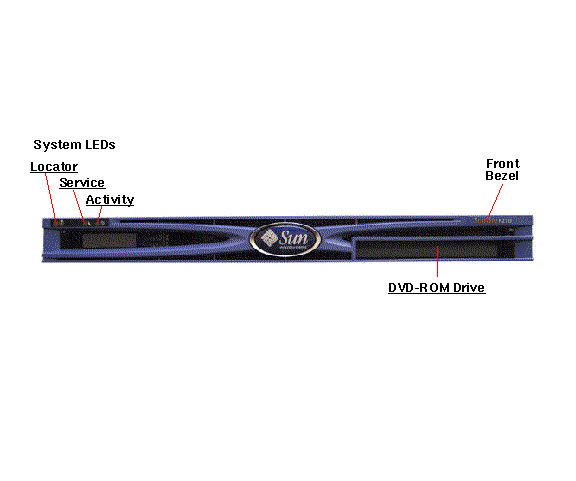 System LEDs
Locator
Service
Activity
Front
Bezel
Sun
DVD-ROM Drive